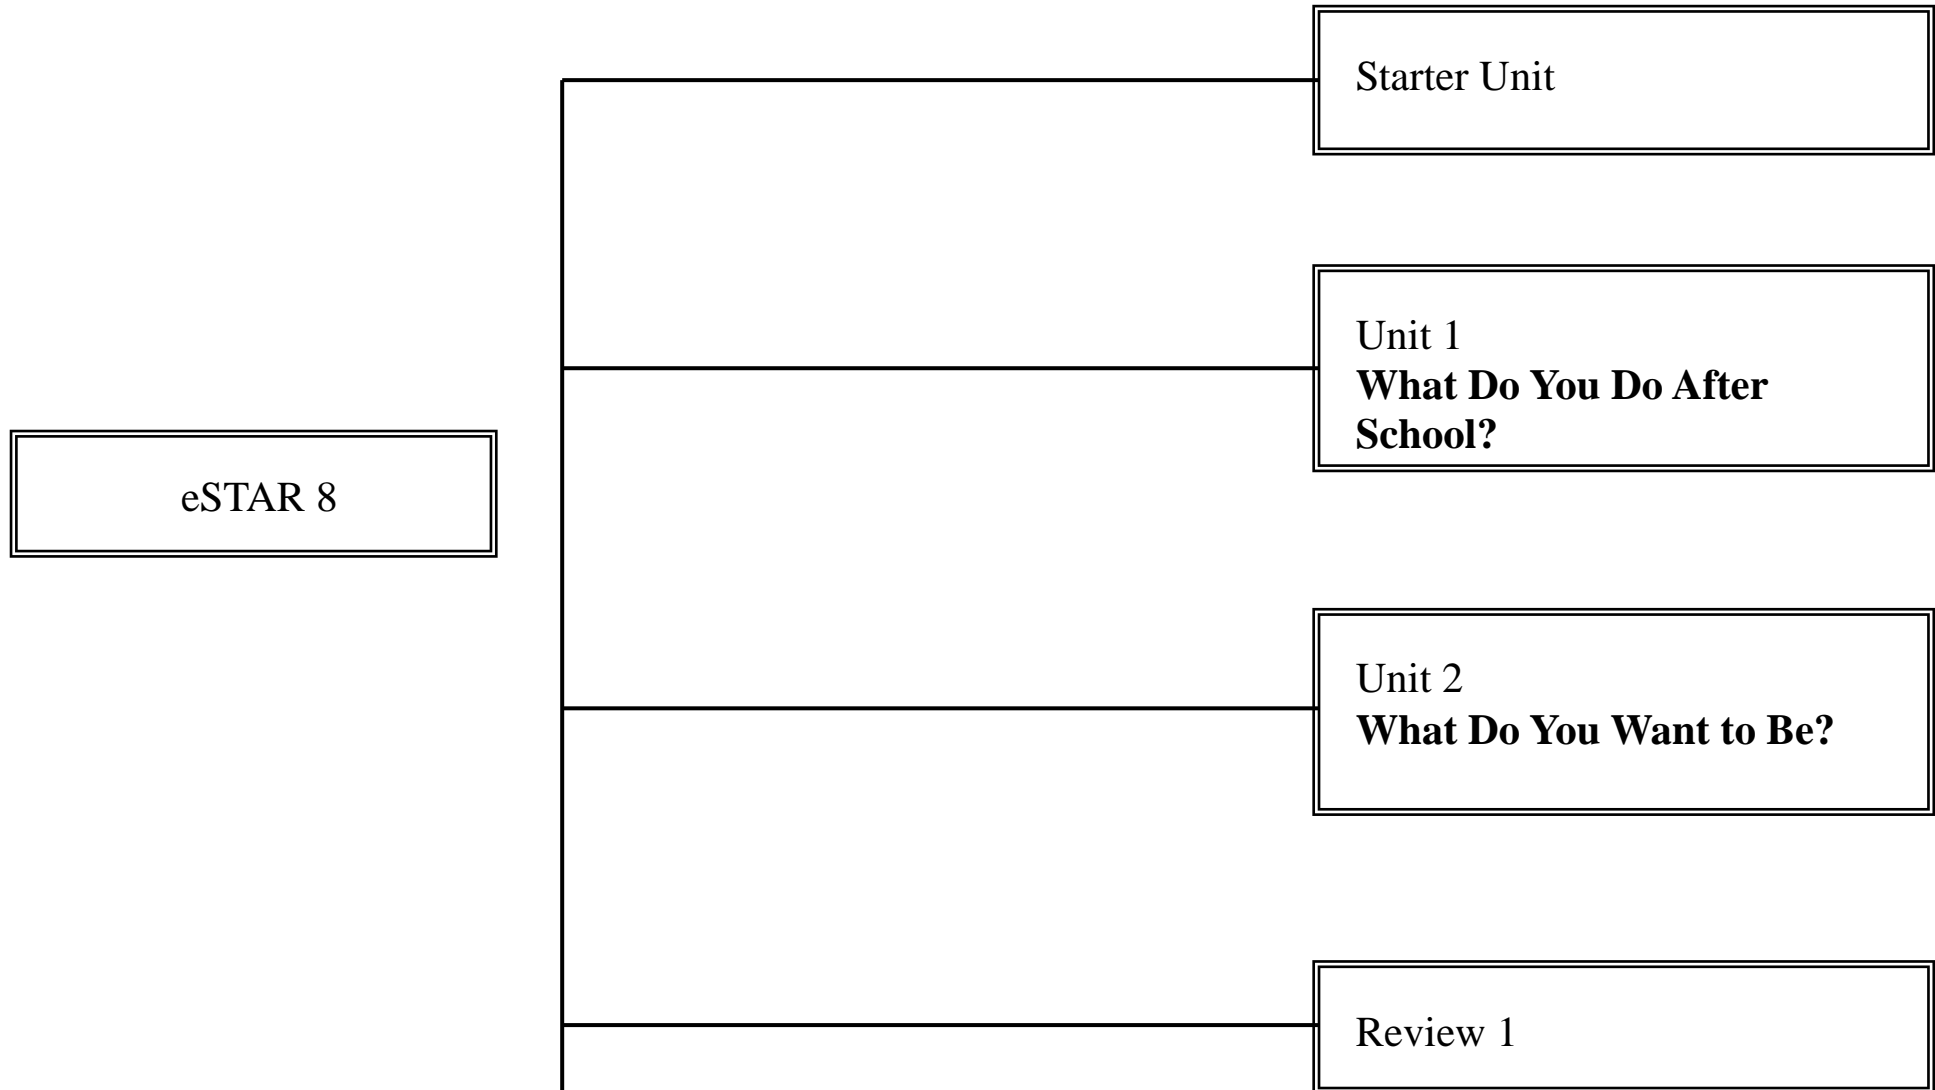 Starter Unit
Unit 1
What Do You Do After
School?
eSTAR 8
Unit 2
What Do You Want to Be?
Review 1